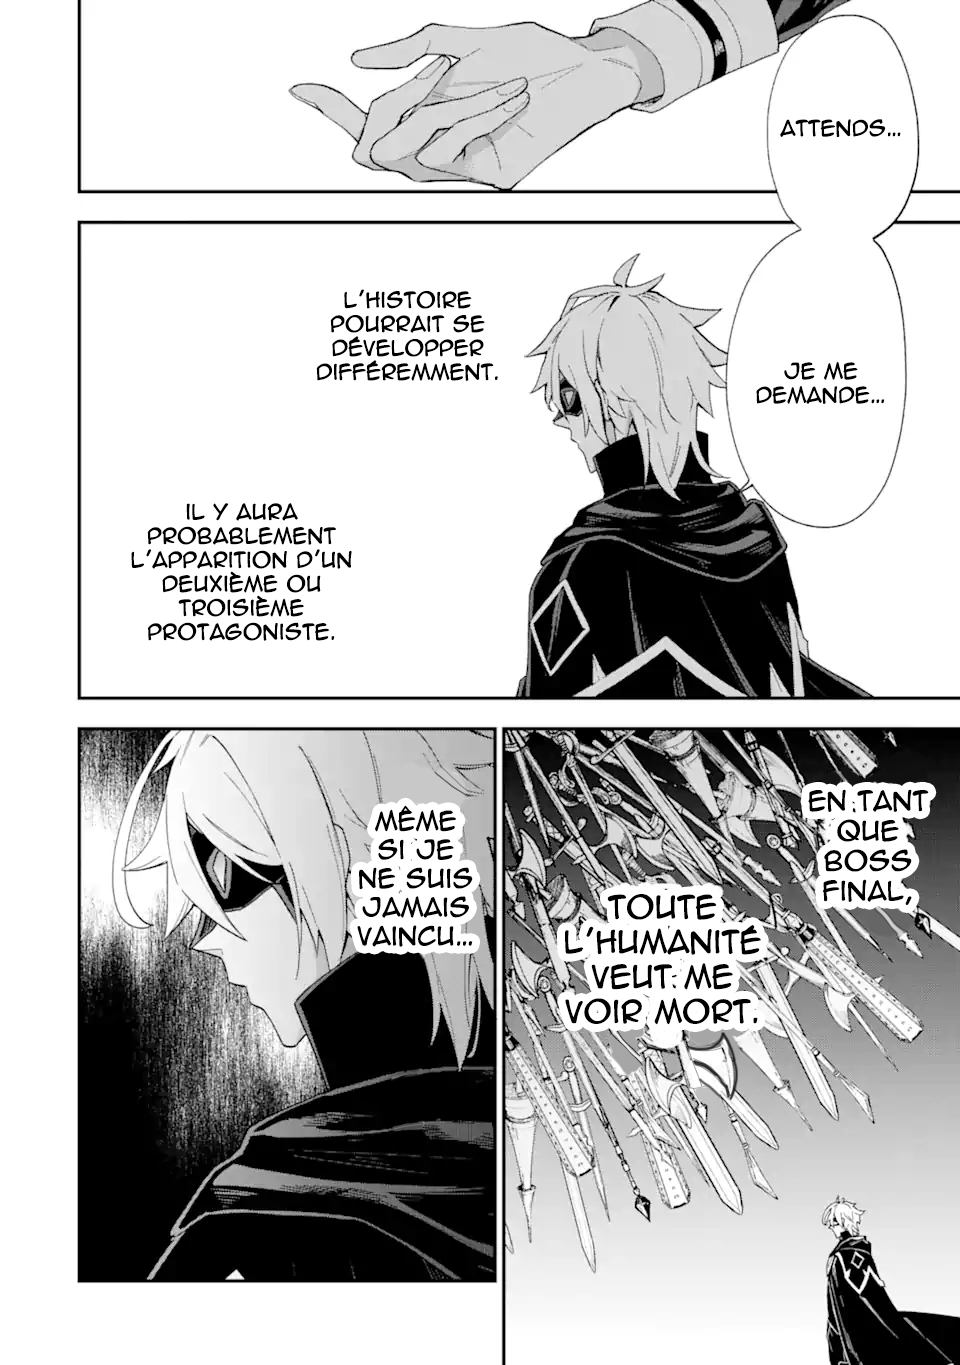 ATTENDS...
JE ME
DEMANDE...
L'HISTOIRE
POURRAIT SE
DÉVELOPPER
DIFFÉREMMENT.
IL Y AURA
PROBABLEMENT
L'APPARITION D'UN
DEUXIÈME OU
TROISIÈME
PROTAGONISTE.
EN TANT
QUE
BOSS
FINAL,
TOUTE
L'HUMANITÉ
VEUT ME
VOIR MORT.
MÊME
SI JE
NE SUIS
JAMAIS
VAINCU...